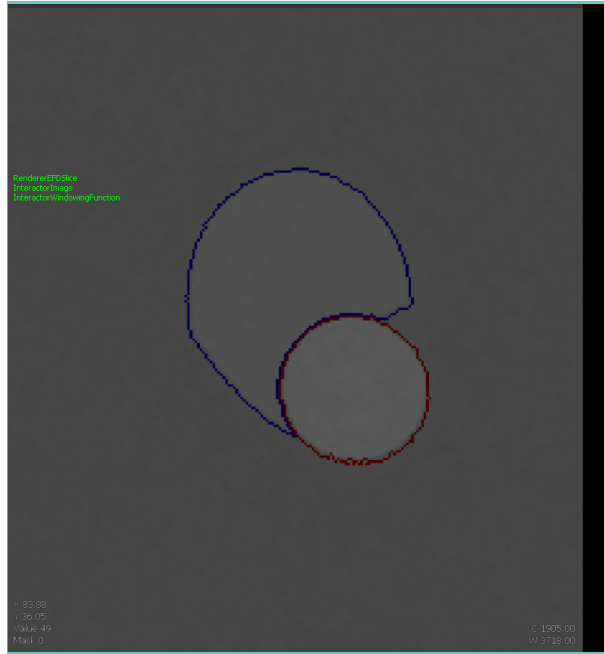 RendererEFDSlice
InteractorImage
InteractorWindowingFunction
X 83.88
Y 36.05
Value 49
Mask 0
C 1905.00
W 3718.00